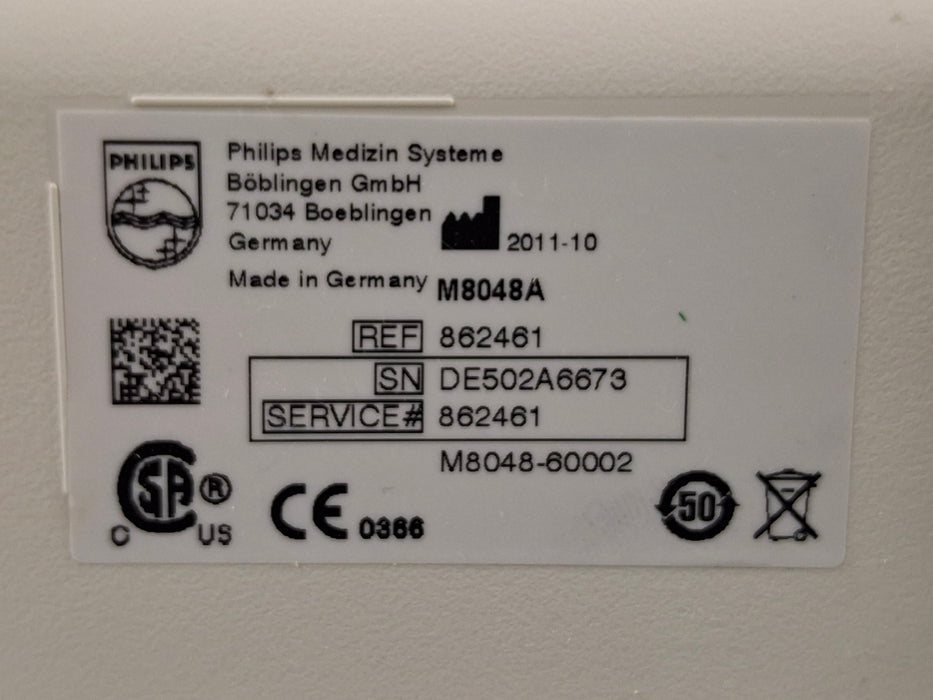 PHILIPS
Philips Medizin Systeme
Böblingen GmbH
71034 Boeblingen
Germany
2011-10
Made in Germany
M8048A
REF 862461
SN DE502A6673
SERVICE# 862461
M8048-60002
CSA ®
C US
CE 0366
50